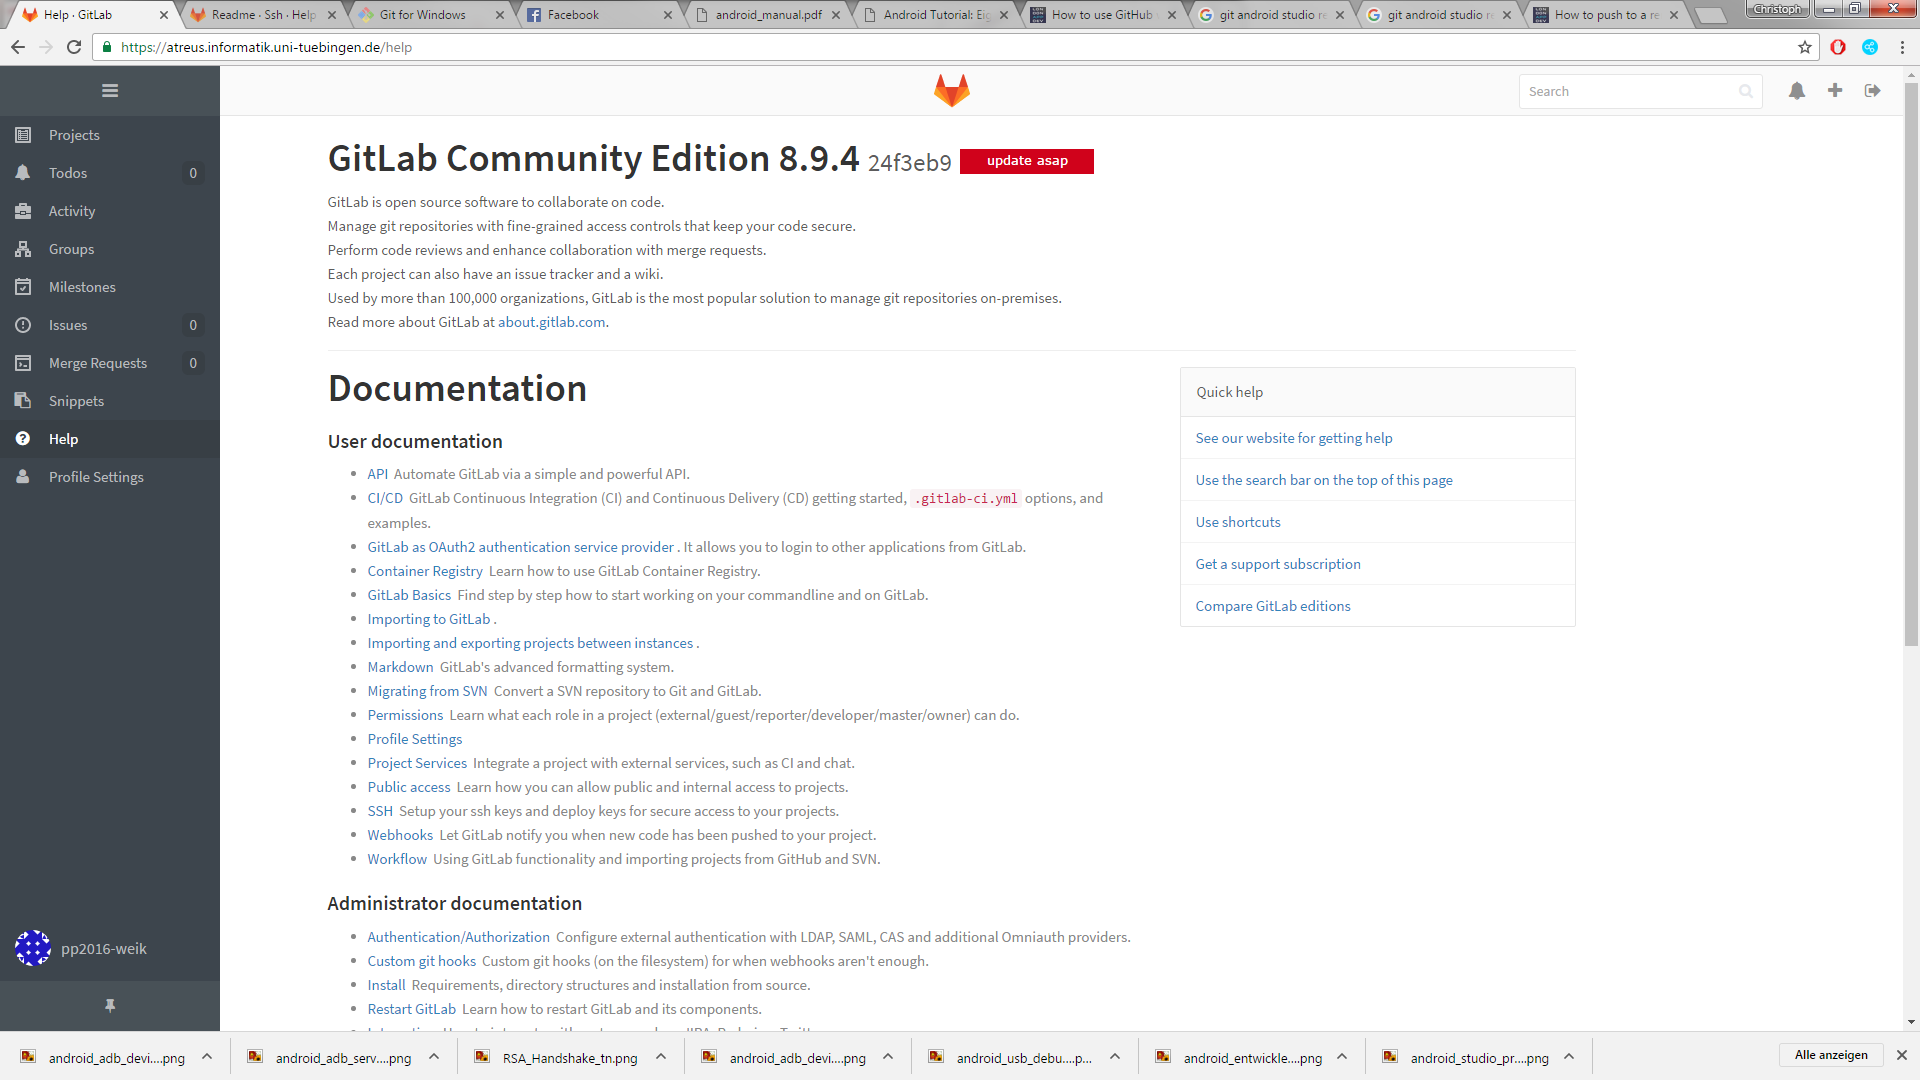 Help · GitLab
Readme · Ssh · Help
Git for Windows
Facebook
android_manual.pdf
Android Tutorial: Eig
How to use GitHub
git android studio re
git android studio re
How to push to a re
Christoph
https://atreus.informatik.uni-tuebingen.de/help
Search
Projects
Todos 0
Activity
Groups
Milestones
Issues 0
Merge Requests 0
Snippets
Help
Profile Settings
pp2016-weik
GitLab Community Edition 8.9.4 24f3eb9 update asap
GitLab is open source software to collaborate on code.
Manage git repositories with fine-grained access controls that keep your code secure.
Perform code reviews and enhance collaboration with merge requests.
Each project can also have an issue tracker and a wiki.
Used by more than 100,000 organizations, GitLab is the most popular solution to manage git repositories on-premises.
Read more about GitLab at about.gitlab.com.
Documentation
User documentation
API Automate GitLab via a simple and powerful API.
CI/CD GitLab Continuous Integration (CI) and Continuous Delivery (CD) getting started, .gitlab-ci.yml options, and
examples.
GitLab as OAuth2 authentication service provider . It allows you to login to other applications from GitLab.
Container Registry Learn how to use GitLab Container Registry.
GitLab Basics Find step by step how to start working on your commandline and on GitLab.
Importing to GitLab .
Importing and exporting projects between instances .
Markdown GitLab's advanced formatting system.
Migrating from SVN Convert a SVN repository to Git and GitLab.
Permissions Learn what each role in a project (external/guest/reporter/developer/master/owner) can do.
Profile Settings
Project Services Integrate a project with external services, such as CI and chat.
Public access Learn how you can allow public and internal access to projects.
SSH Setup your ssh keys and deploy keys for secure access to your projects.
Webhooks Let GitLab notify you when new code has been pushed to your project.
Workflow Using GitLab functionality and importing projects from GitHub and SVN.
Administrator documentation
Authentication/Authorization Configure external authentication with LDAP, SAML, CAS and additional Omniauth providers.
Custom git hooks Custom git hooks (on the filesystem) for when webhooks aren't enough.
Install Requirements, directory structures and installation from source.
Restart GitLab Learn how to restart GitLab and its components.
Quick help
See our website for getting help
Use the search bar on the top of this page
Use shortcuts
Get a support subscription
Compare GitLab editions
android_adb_devi....png
android_adb_serv....png
RSA_Handshake_tn.png
android_adb_devi....png
android_usb_debu....p...
android_entwickle....png
android_studio_pr....png
Alle anzeigen